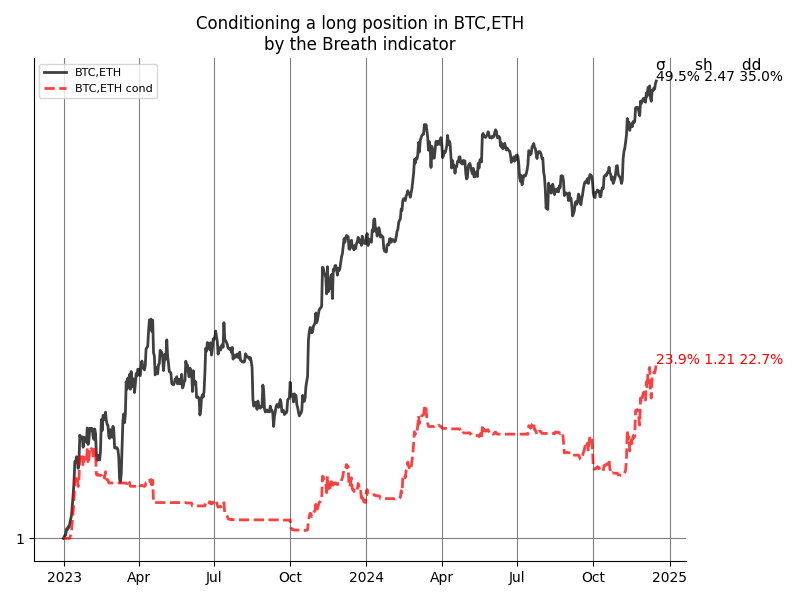 Conditioning a long position in BTC,ETH
by the Breath indicator
σ sh dd
49.5% 2.47 35.0%
BTC,ETH
BTC,ETH cond
23.9% 1.21 22.7%
1
2023 Apr Jul Oct 2024 Apr Jul Oct 2025